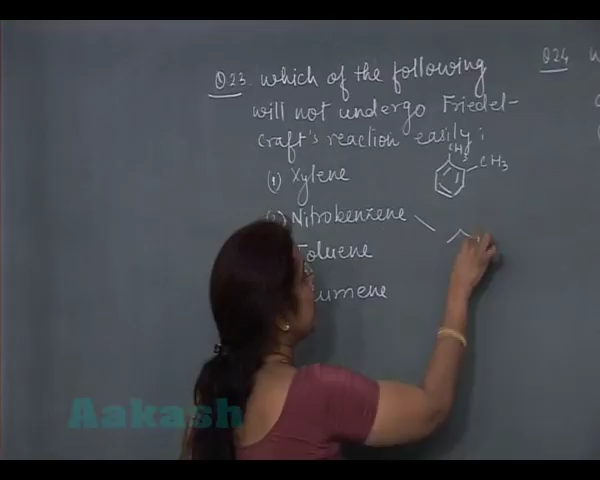 Q23. which of the following
will not undergo Friedel-
craft's reaction easily:
(1) Xylene
CH3
CH3
Nitrobenzene
Toluene
umene
Q24
Aakash